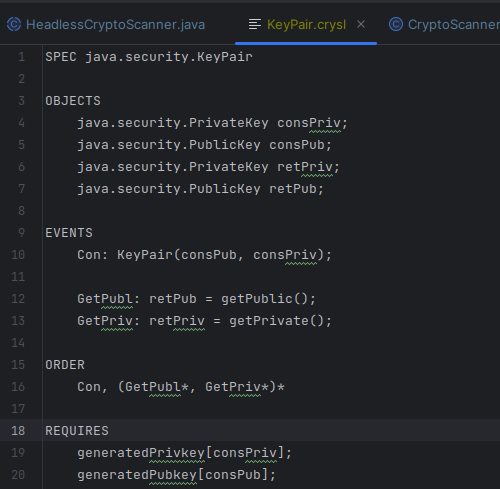 HeadlessCryptoScanner.java KeyPair.crysl CryptoScanner
1 SPEC java.security.KeyPair
2
3 OBJECTS
4 java.security.PrivateKey consPriv;
5 java.security.PublicKey consPub;
6 java.security.PrivateKey retPriv;
7 java.security.PublicKey retPub;
8
9 EVENTS
10 Con: KeyPair(consPub, consPriv);
11
12 GetPubl: retPub = getPublic();
13 GetPriv: retPriv = getPrivate();
14
15 ORDER
16 Con, (GetPubl*, GetPriv*)*
17
18 REQUIRES
19 generatedPrivkey[consPriv];
20 generatedPubkey[consPub];